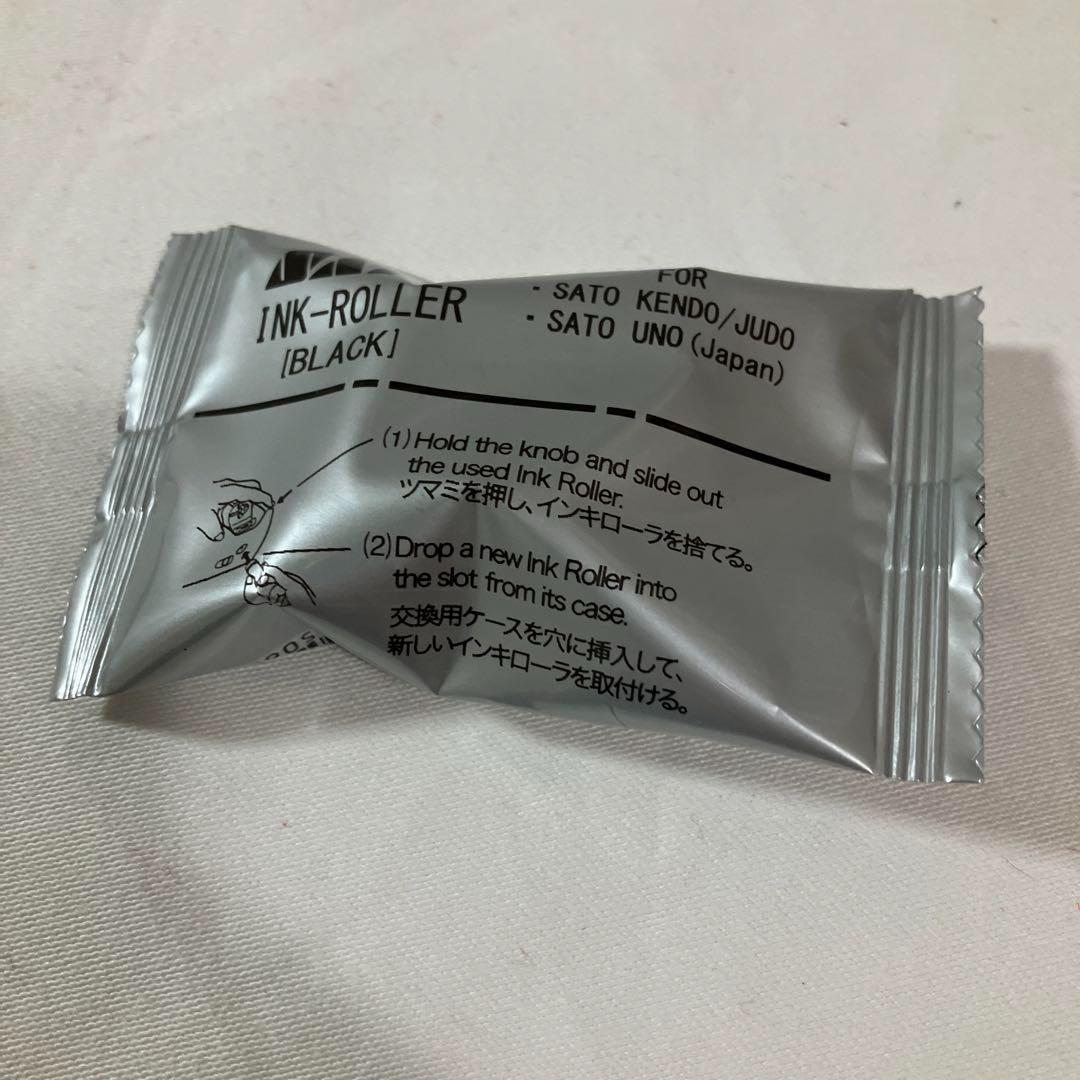 INK-ROLLER
[BLACK]
FOR
・SATO KENDO/JUDO
・SATO UNO(Japan)
(1)Hold the knob and slide out
the used Ink Roller.
ツマミを押し、インキローラを捨てる。
(2)Drop a new Ink Roller into
the slot from its case.
交換用ケースを穴に挿入して、
新しいインキローラを取付ける。